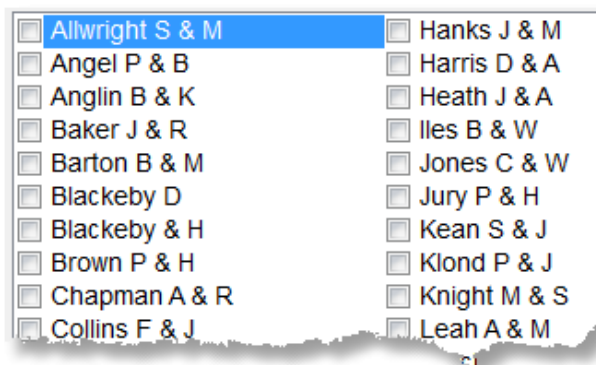 Allwright S & M
Angel P & B
Anglin B & K
Baker J & R
Barton B & M
Blackeby D
Blackeby & H
Brown P & H
Chapman A & R
Collins F & J
Hanks J & M
Harris D & A
Heath J & A
Iles B & W
Jones C & W
Jury P & H
Kean S & J
Klond P & J
Knight M & S
Leah A & M